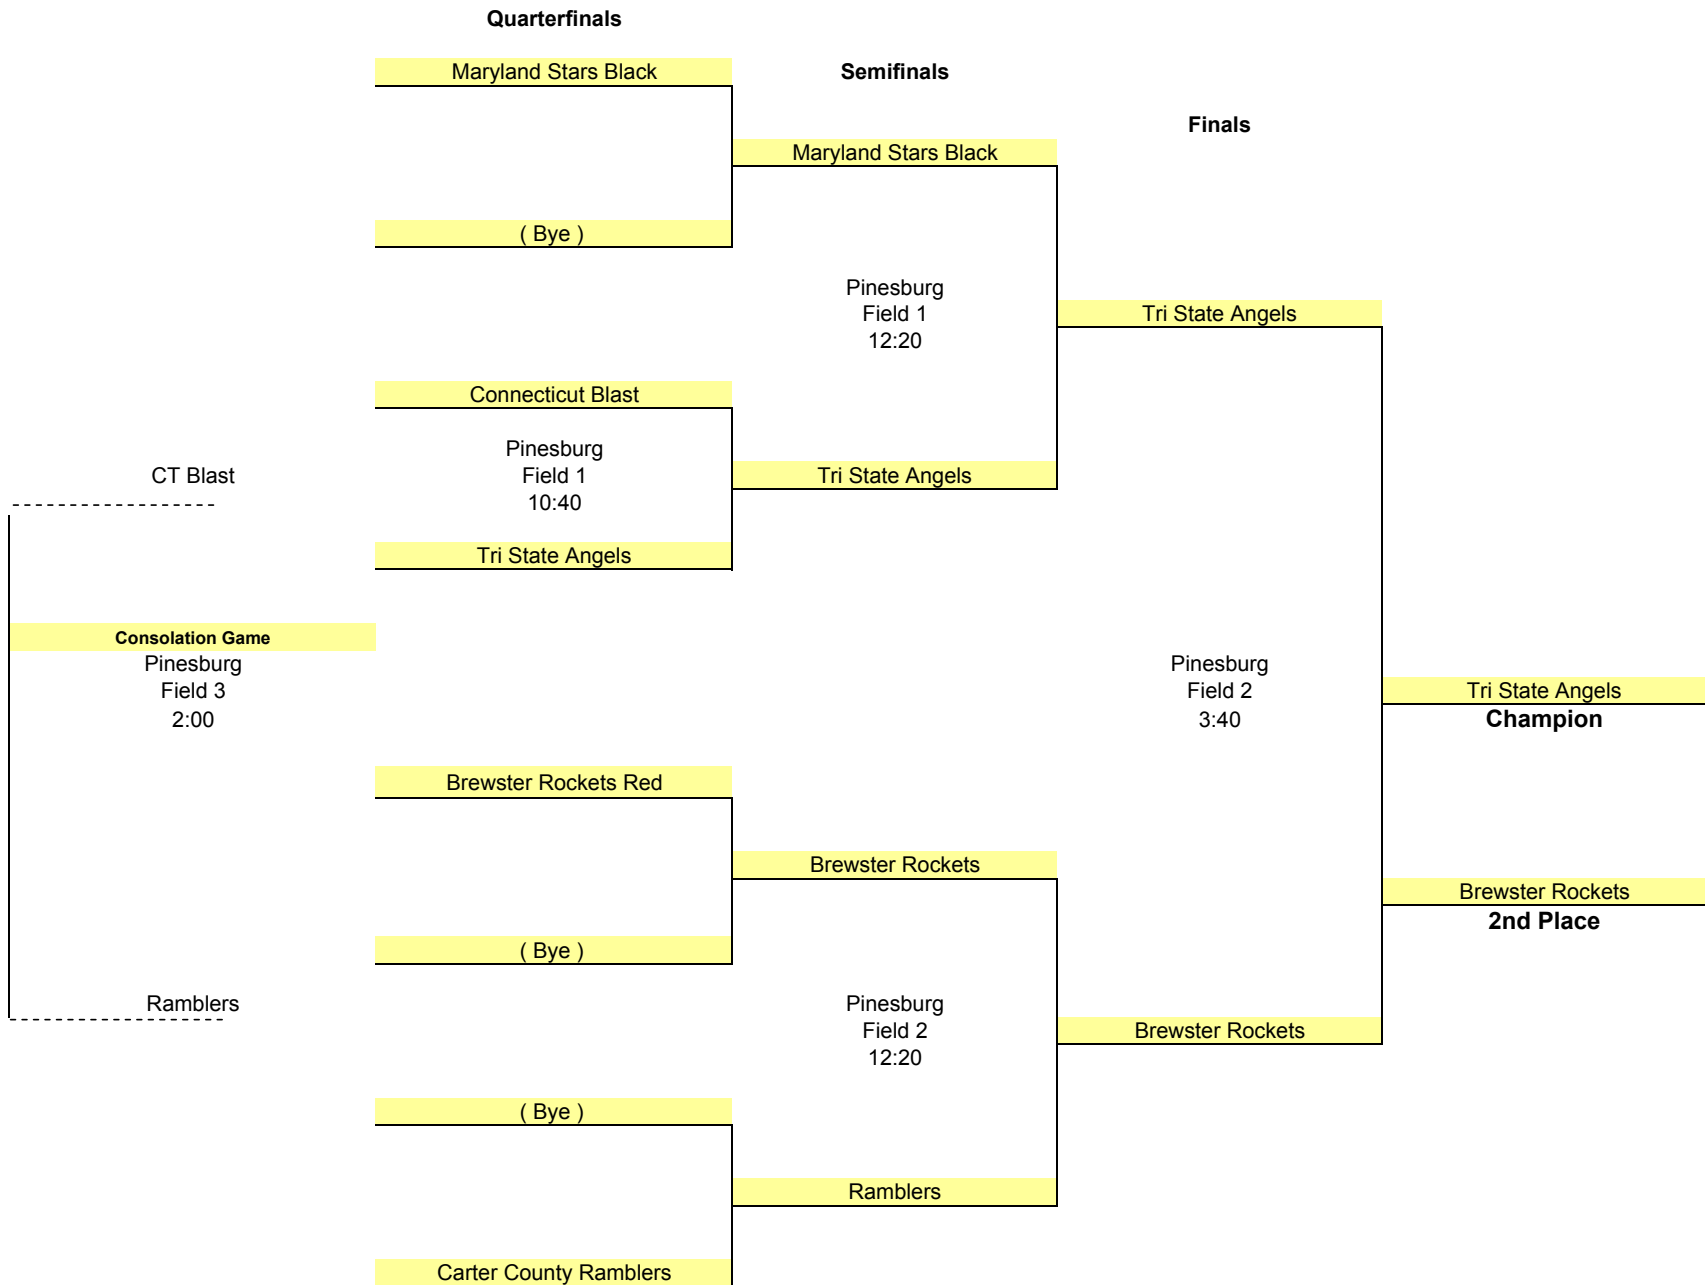 Quarterfinals
Maryland Stars Black
Semifinals
Finals
Maryland Stars Black
( Bye )
Pinesburg
Field 1
12:20
Tri State Angels
Connecticut Blast
Pinesburg
Field 1
10:40
CT Blast
Tri State Angels
Tri State Angels
Consolation Game
Pinesburg
Field 3
2:00
Pinesburg
Field 2
3:40
Tri State Angels
Champion
Brewster Rockets Red
Brewster Rockets
Brewster Rockets
2nd Place
( Bye )
Ramblers
Pinesburg
Field 2
12:20
Brewster Rockets
( Bye )
Ramblers
Carter County Ramblers